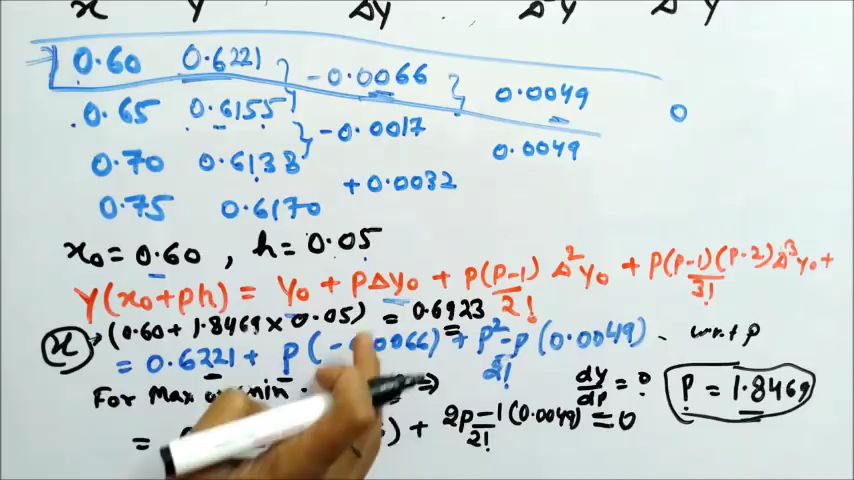 x y Δy Δ²y Δ³y
0.60 0.6221 -0.0066 0.0049 0
0.65 0.6155 -0.0017 0.0049
0.70 0.6138 +0.0032
0.75 0.6170
x₀ = 0.60 , h = 0.05
y(x₀+ph) = y₀ + pΔy₀ + p(p-1)/2! Δ²y₀ + p(p-1)(p-2)/3! Δ³y₀ +
x → (0.60 + 1.8469 × 0.05) = 0.6923
= 0.6221 + p(-0.0066) + p²-p/2! (0.0049) . w.r.t p
For Max or min . dy/dp = 0 p = 1.8469
= ) + 2p-1/2! (0.0049) = 0